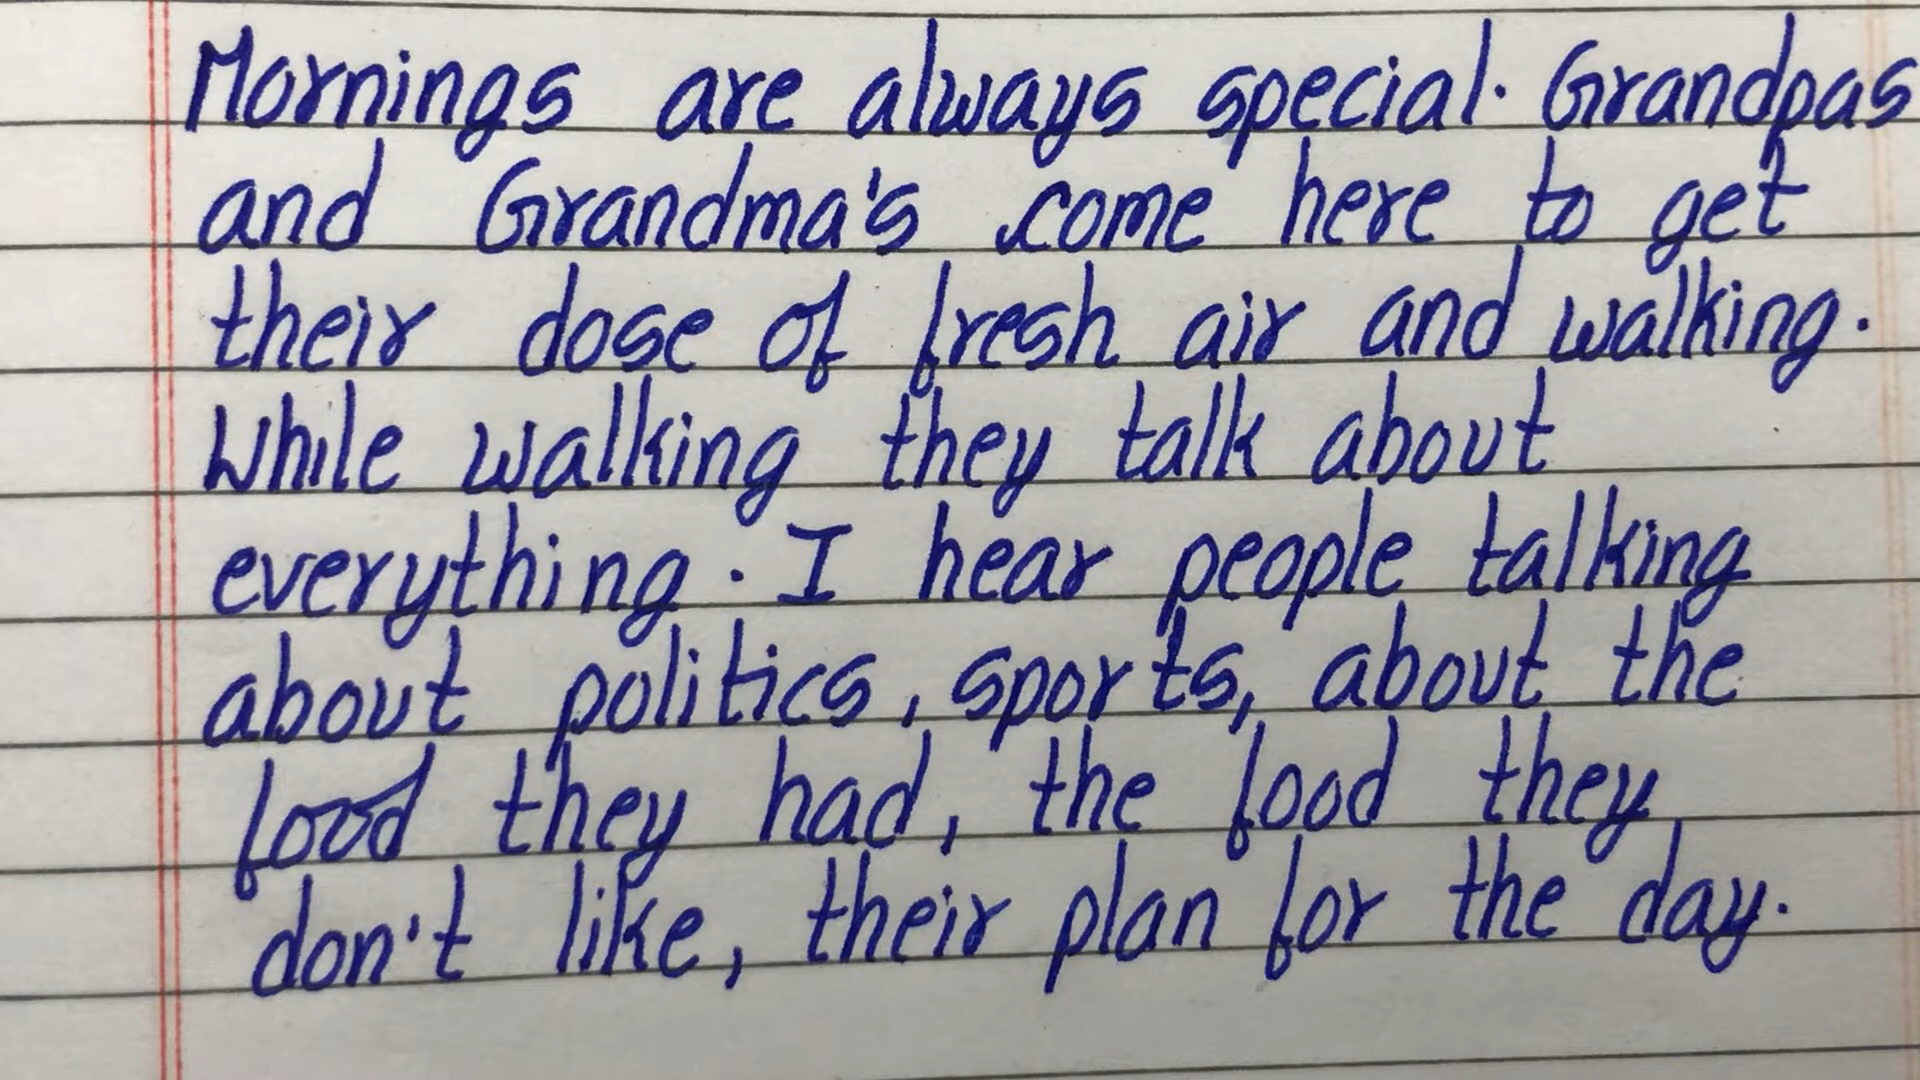 Mornings are always special. Grandpas
and Grandma's come here to get
their dose of fresh air and walking.
While walking they talk about
everything. I hear people talking
about politics, sports, about the
food they had, the food they
don't like, their plan for the day.